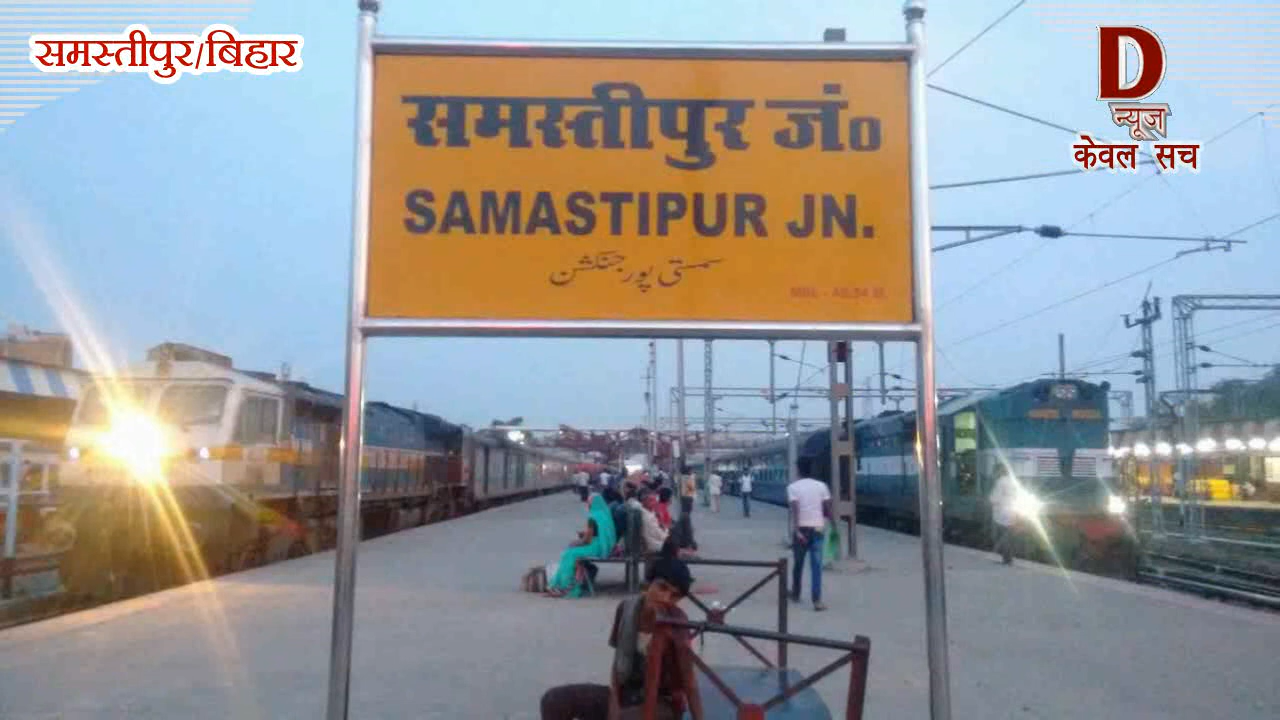 समस्तीपुर/बिहार
D
न्यूज
केवल सच
समस्तीपुर जं०
SAMASTIPUR JN.
سمستی پور جنکشن